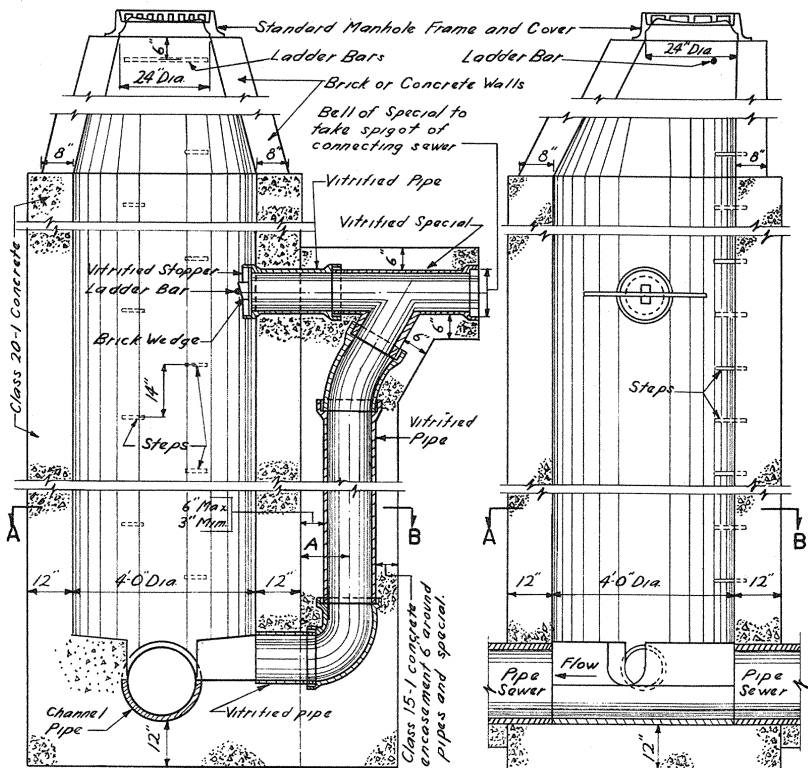 Standard Manhole Frame and Cover
6"
Ladder Bars
24" Dia
Brick or Concrete Walls
Ladder Bar
24" Dia
Bell of Special to
take spigot of
connecting sewer
8"
8"
8"
8"
Vitrified Pipe
Vitrified Special
Class 20-1 Concrete
Vitrified Stopper
Ladder Bar
Brick Wedge
6"
6"
6"
14"
Steps
Steps
Vitrified
Pipe
6" Max
3" Mim.
A
B
A
B
A
12"
4'-0" Dia
12"
12"
4'-0" Dia.
12"
Class 15-1 concrete
encasement 6 around
pipes and special.
Channel
Pipe
Vitrified pipe
12"
Pipe
Sewer
Flow
Pipe
Sewer
12"